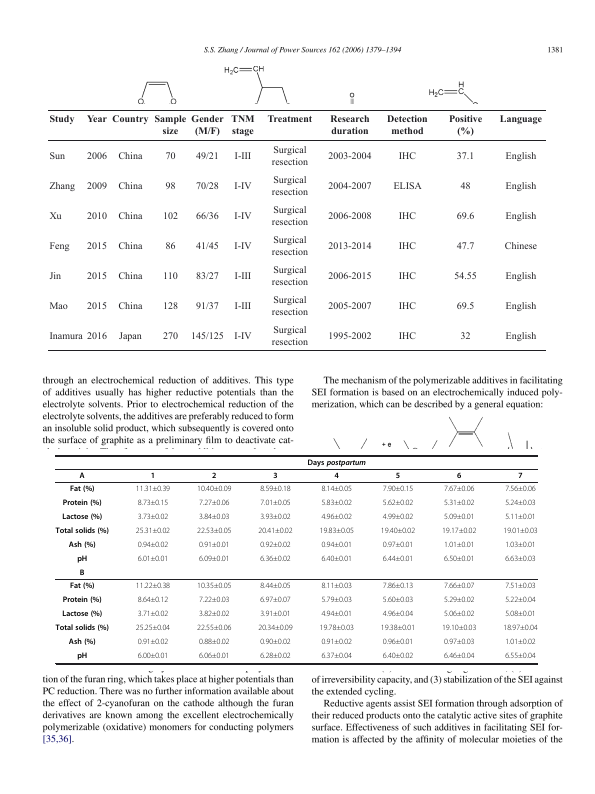 S.S. Zhang / Journal of Power Sources 162 (2006) 1379–1394 1381
H₂C=CH
H
H₂C=C
O O
O
Study Year Country Sample size Gender (M/F) TNM stage Treatment Research duration Detection method Positive (%) Language
Sun 2006 China 70 49/21 I-III Surgical resection 2003-2004 IHC 37.1 English
Zhang 2009 China 98 70/28 I-IV Surgical resection 2004-2007 ELISA 48 English
Xu 2010 China 102 66/36 I-IV Surgical resection 2006-2008 IHC 69.6 English
Feng 2015 China 86 41/45 I-IV Surgical resection 2013-2014 IHC 47.7 Chinese
Jin 2015 China 110 83/27 I-III Surgical resection 2006-2015 IHC 54.55 English
Mao 2015 China 128 91/37 I-III Surgical resection 2005-2007 IHC 69.5 English
Inamura 2016 Japan 270 145/125 I-IV Surgical resection 1995-2002 IHC 32 English
through an electrochemical reduction of additives. This type
of additives usually has higher reductive potentials than the
electrolyte solvents. Prior to electrochemical reduction of the
electrolyte solvents, the additives are preferably reduced to form
an insoluble solid product, which subsequently is covered onto
the surface of graphite as a preliminary film to deactivate cat-
The mechanism of the polymerizable additives in facilitating
SEI formation is based on an electrochemically induced poly-
merization, which can be described by a general equation:
+ e
Days postpartum
A 1 2 3 4 5 6 7
Fat (%) 11.31±0.39 10.40±0.09 8.59±0.18 8.14±0.05 7.90±0.15 7.67±0.06 7.56±0.06
Protein (%) 8.73±0.15 7.27±0.06 7.01±0.05 5.83±0.02 5.62±0.02 5.31±0.02 5.24±0.03
Lactose (%) 3.73±0.02 3.84±0.03 3.93±0.02 4.96±0.02 4.99±0.02 5.09±0.01 5.11±0.01
Total solids (%) 25.31±0.02 22.53±0.05 20.41±0.02 19.83±0.05 19.40±0.02 19.17±0.02 19.01±0.03
Ash (%) 0.94±0.02 0.91±0.01 0.92±0.01 0.94±0.01 0.97±0.01 1.01±0.01 1.03±0.01
pH 6.01±0.01 6.09±0.01 6.36±0.02 6.40±0.01 6.44±0.01 6.50±0.01 6.63±0.03
B
Fat (%) 11.22±0.38 10.35±0.05 8.44±0.05 8.11±0.03 7.86±0.13 7.66±0.07 7.51±0.03
Protein (%) 8.64±0.12 7.22±0.03 6.97±0.07 5.79±0.03 5.60±0.03 5.29±0.02 5.22±0.04
Lactose (%) 3.71±0.02 3.82±0.02 3.91±0.01 4.94±0.01 4.96±0.04 5.06±0.02 5.08±0.01
Total solids (%) 25.25±0.04 22.55±0.06 20.34±0.09 19.78±0.03 19.38±0.01 19.10±0.03 18.97±0.04
Ash (%) 0.91±0.02 0.88±0.02 0.90±0.02 0.91±0.02 0.96±0.01 0.97±0.03 1.01±0.02
pH 6.00±0.01 6.06±0.01 6.28±0.02 6.37±0.04 6.40±0.02 6.46±0.04 6.55±0.04
tion of the furan ring, which takes place at higher potentials than
PC reduction. There was no further information available about
the effect of 2-cyanofuran on the cathode although the furan
derivatives are known among the excellent electrochemically
polymerizable (oxidative) monomers for conducting polymers
[35,36].
of irreversibility capacity, and (3) stabilization of the SEI against
the extended cycling.
Reductive agents assist SEI formation through adsorption of
their reduced products onto the catalytic active sites of graphite
surface. Effectiveness of such additives in facilitating SEI for-
mation is affected by the affinity of molecular moieties of the